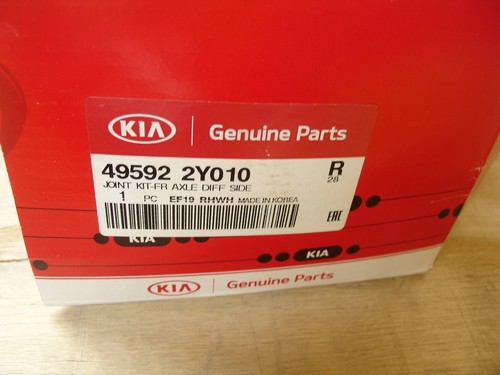 KIA Genuine Parts
49592 2Y010 R
JOINT KIT-FR AXLE DIFF SIDE 28
1 PC EF19 RHWH MADE IN KOREA
EAC
KIA
KIA
KIA Genuine Parts